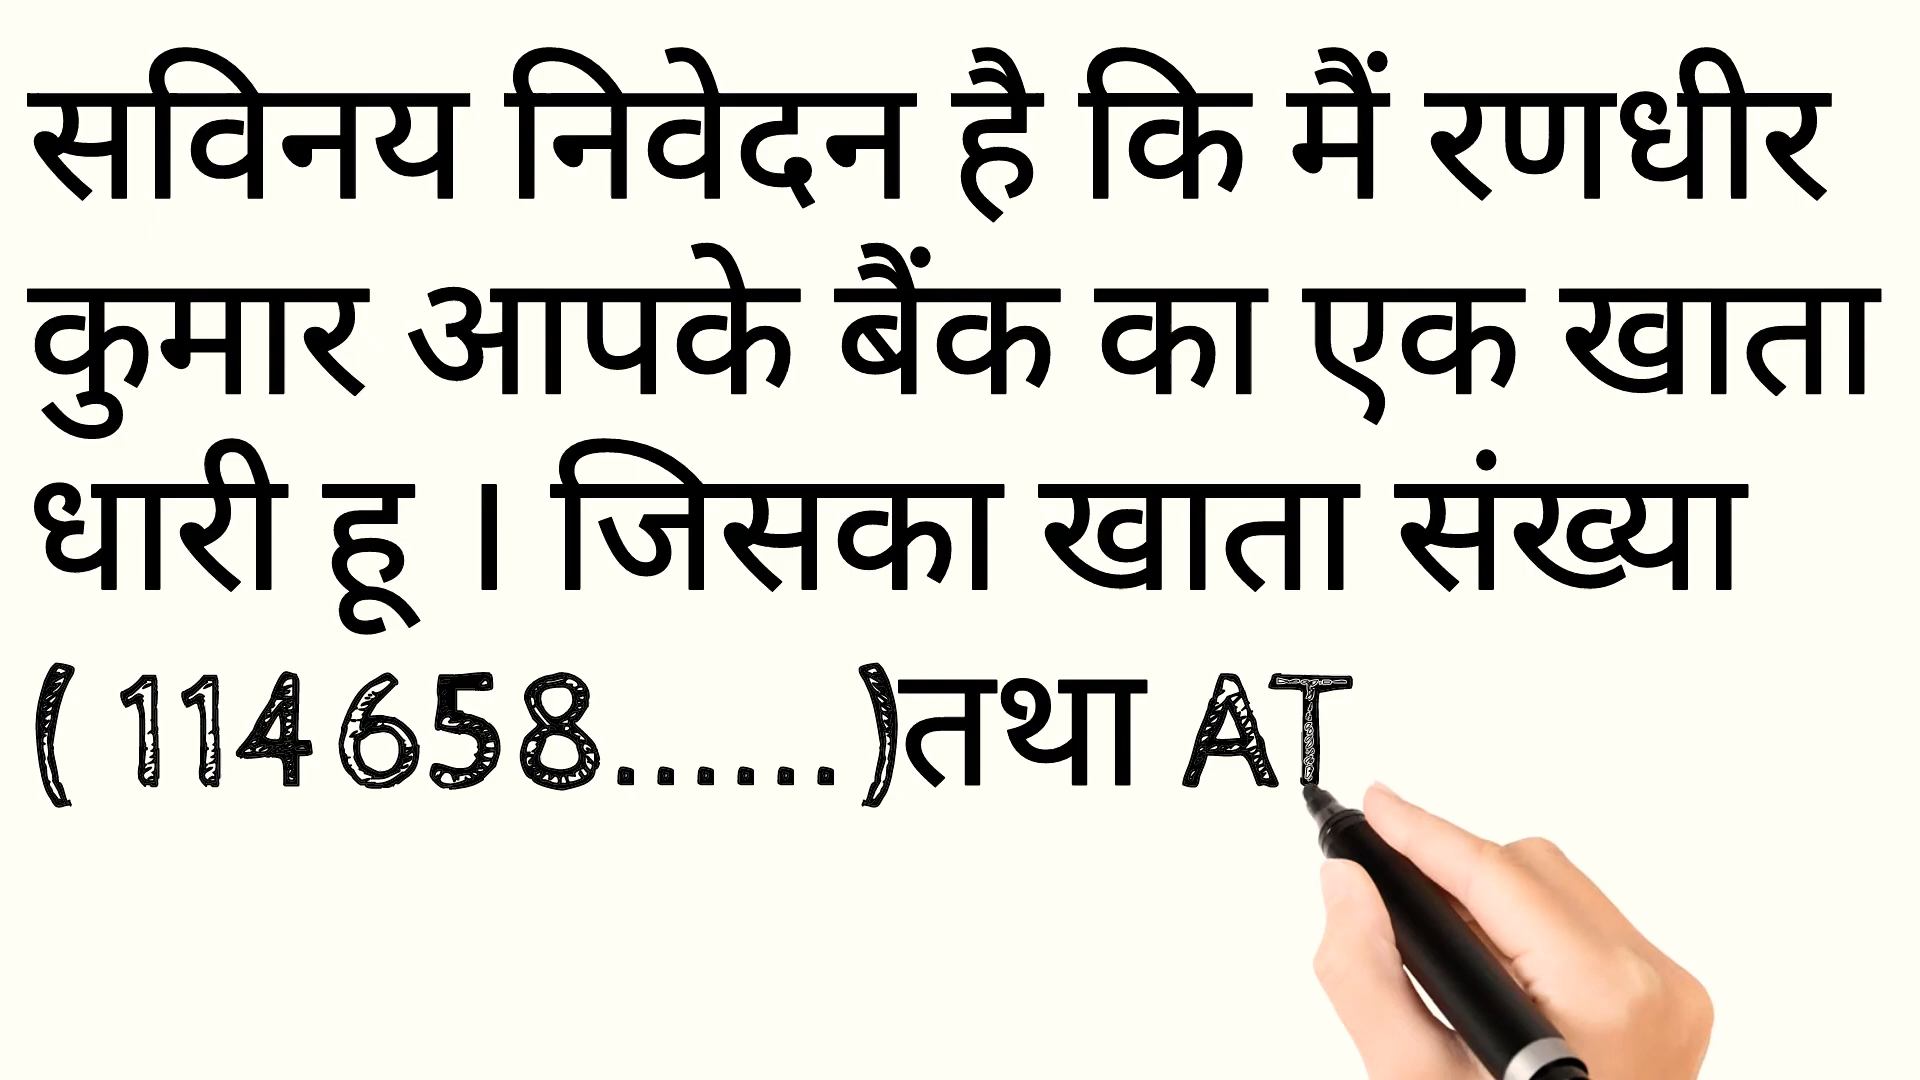 सविनय निवेदन है कि मैं रणधीर
कुमार आपके बैंक का एक खाता
धारी हू । जिसका खाता संख्या
( 114658......)तथा AT